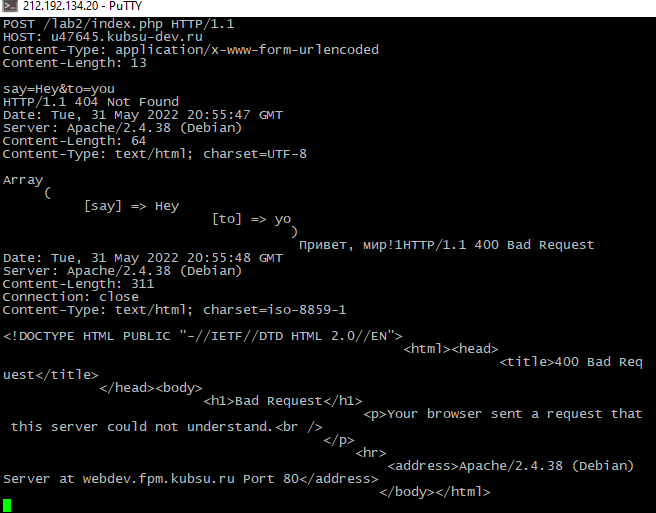 212.192.134.20 - PuTTY
POST /lab2/index.php HTTP/1.1
HOST: u47645.kubsu-dev.ru
Content-Type: application/x-www-form-urlencoded
Content-Length: 13

say=Hey&to=you
HTTP/1.1 404 Not Found
Date: Tue, 31 May 2022 20:55:47 GMT
Server: Apache/2.4.38 (Debian)
Content-Length: 64
Content-Type: text/html; charset=UTF-8

Array
(
[say] => Hey
[to] => yo
)
Привет, мир!1HTTP/1.1 400 Bad Request
Date: Tue, 31 May 2022 20:55:48 GMT
Server: Apache/2.4.38 (Debian)
Content-Length: 311
Connection: close
Content-Type: text/html; charset=iso-8859-1

<!DOCTYPE HTML PUBLIC "-//IETF//DTD HTML 2.0//EN">
<html><head>
<title>400 Bad Req
uest</title>
</head><body>
<h1>Bad Request</h1>
<p>Your browser sent a request that
this server could not understand.<br />
</p>
<hr>
<address>Apache/2.4.38 (Debian)
Server at webdev.fpm.kubsu.ru Port 80</address>
</body></html>